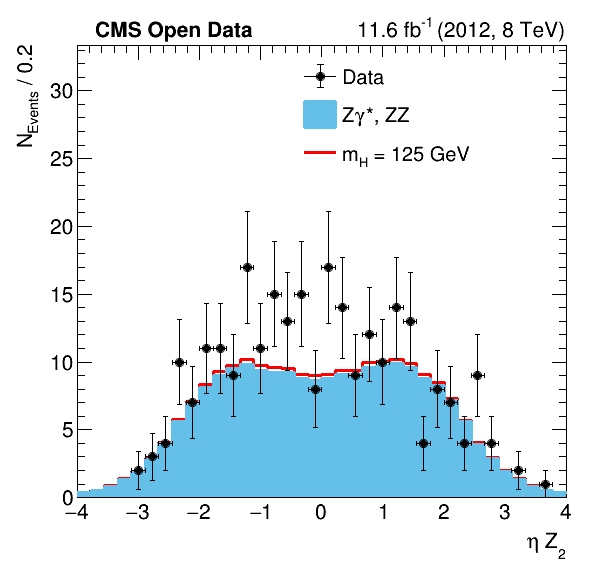 CMS Open Data 11.6 fb⁻¹ (2012, 8 TeV)
N_Events / 0.2
Data
Zγ*, ZZ
m_H = 125 GeV
30
25
20
15
10
5
0
−4 −3 −2 −1 0 1 2 3 4
η Z₂